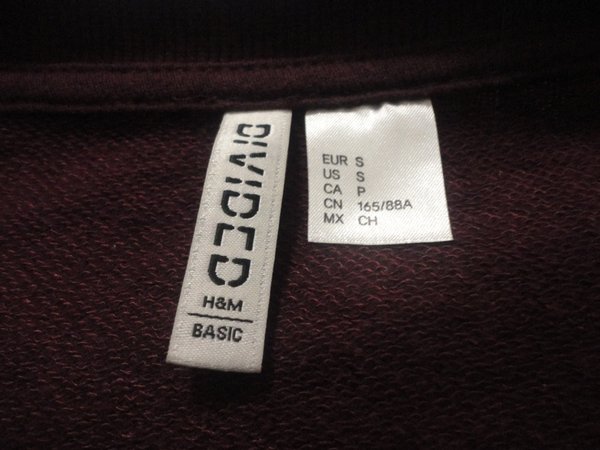 DIVIDED
H&M
BASIC
EUR S
US S
CA P
CN 165/88A
MX CH